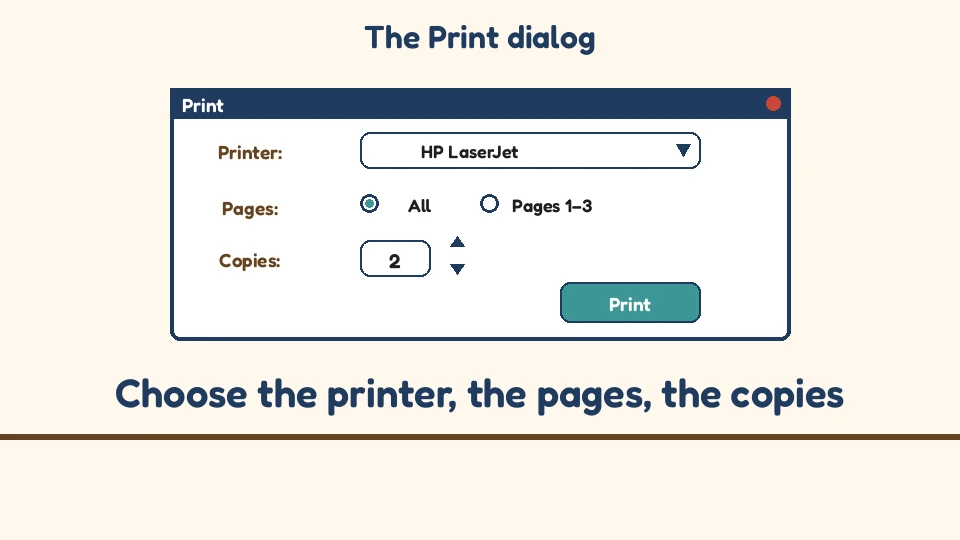 The Print dialog
Print
Printer: HP LaserJet
Pages: All Pages 1–3
Copies: 2
Print
Choose the printer, the pages, the copies